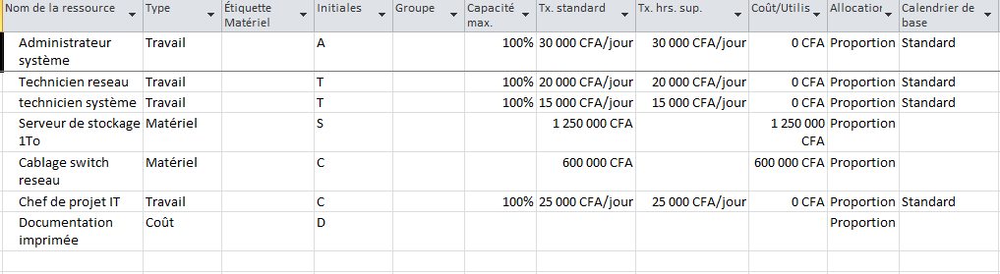 Nom de la ressource Type Étiquette Matériel Initiales Groupe Capacité max. Tx. standard Tx. hrs. sup. Coût/Utilis Allocation Calendrier de base
Administrateur système Travail A 100% 30 000 CFA/jour 30 000 CFA/jour 0 CFA Proportion Standard
Technicien reseau Travail T 100% 20 000 CFA/jour 20 000 CFA/jour 0 CFA Proportion Standard
technicien système Travail T 100% 15 000 CFA/jour 15 000 CFA/jour 0 CFA Proportion Standard
Serveur de stockage 1To Matériel S 1 250 000 CFA 1 250 000 CFA Proportion
Cablage switch reseau Matériel C 600 000 CFA 600 000 CFA Proportion
Chef de projet IT Travail C 100% 25 000 CFA/jour 25 000 CFA/jour 0 CFA Proportion Standard
Documentation imprimée Coût D Proportion